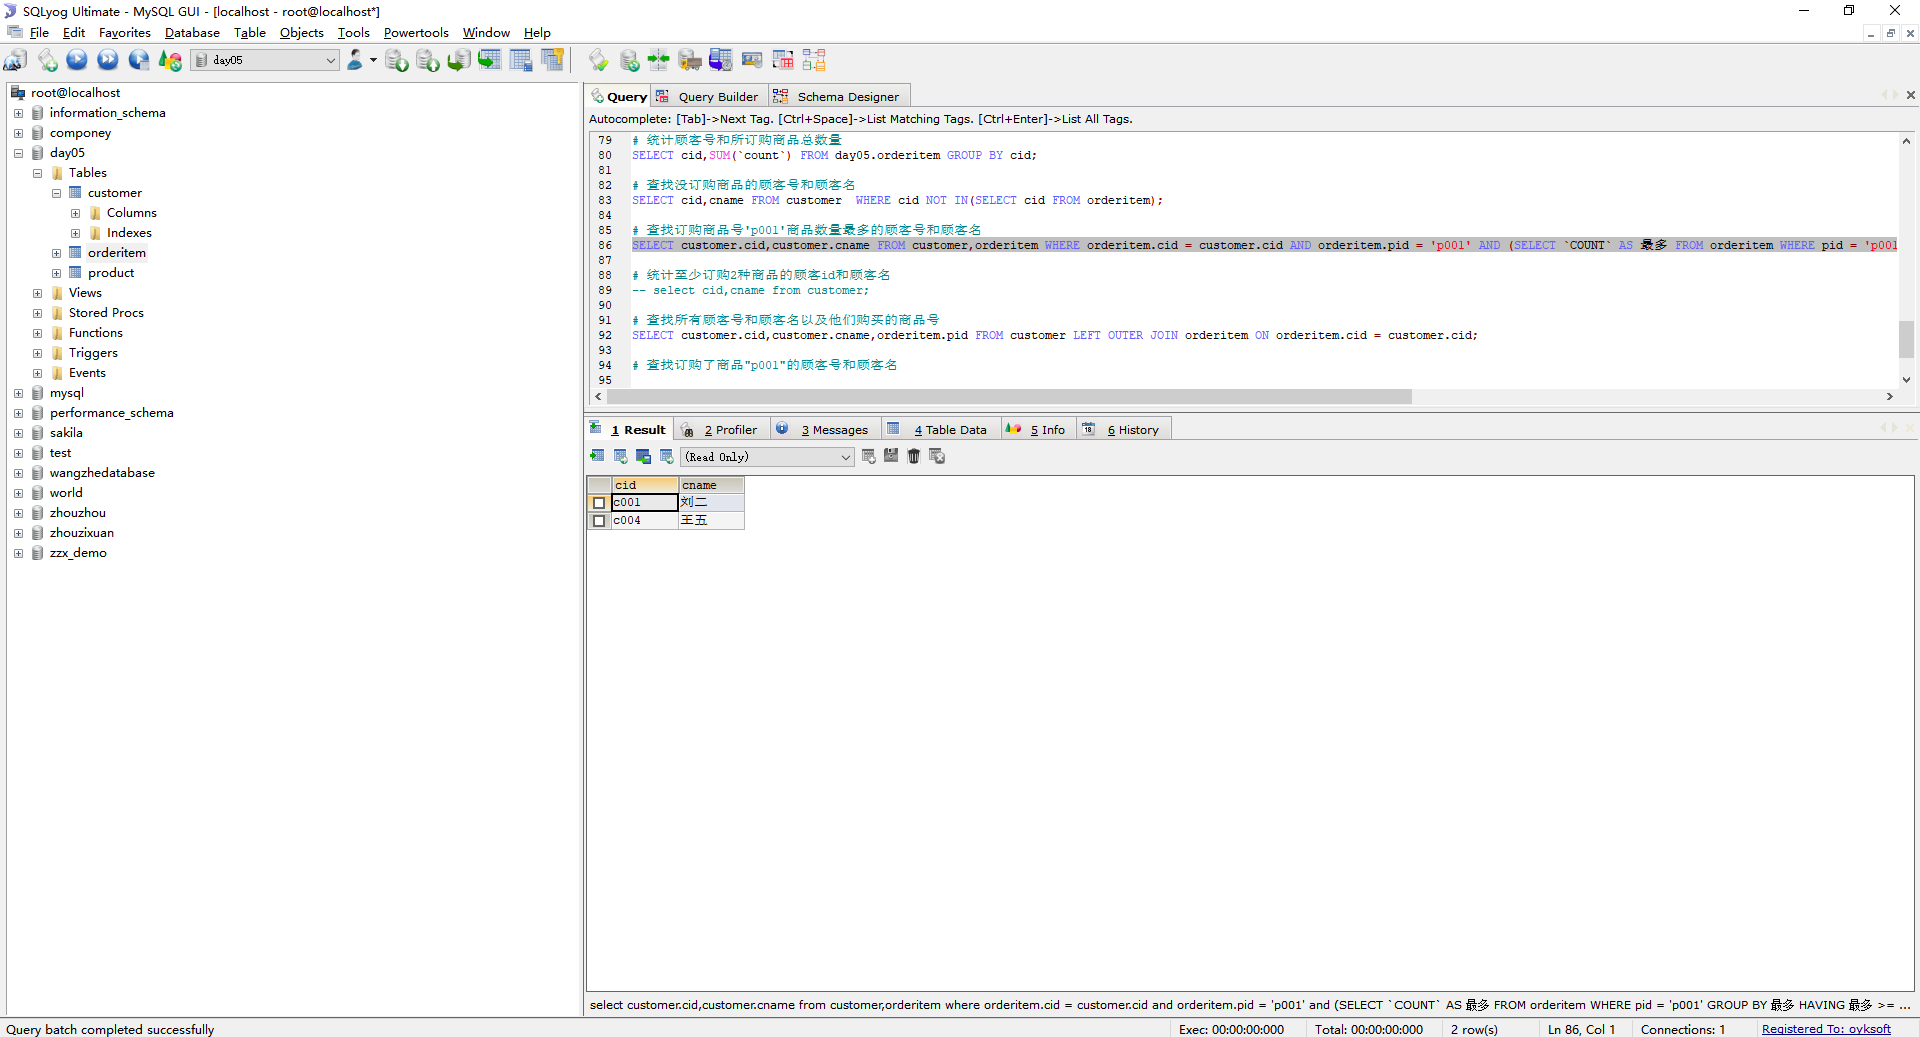 SQLyog Ultimate - MySQL GUI - [localhost - root@localhost*]
File Edit Favorites Database Table Objects Tools Powertools Window Help
day05
root@localhost
information_schema
componey
day05
Tables
customer
Columns
Indexes
orderitem
product
Views
Stored Procs
Functions
Triggers
Events
mysql
performance_schema
sakila
test
wangzhedatabase
world
zhouzhou
zhouzixuan
zzx_demo
Query Query Builder Schema Designer
Autocomplete: [Tab]->Next Tag. [Ctrl+Space]->List Matching Tags. [Ctrl+Enter]->List All Tags.
79 # 统计顾客号和所订购商品总数量
80 SELECT cid,SUM(`count`) FROM day05.orderitem GROUP BY cid;
81
82 # 查找没订购商品的顾客号和顾客名
83 SELECT cid,cname FROM customer  WHERE cid NOT IN(SELECT cid FROM orderitem);
84
85 # 查找订购商品号'p001'商品数量最多的顾客号和顾客名
86 SELECT customer.cid,customer.cname FROM customer,orderitem WHERE orderitem.cid = customer.cid AND orderitem.pid = 'p001' AND (SELECT `COUNT` AS 最多 FROM orderitem WHERE pid = 'p001
87
88 # 统计至少订购2种商品的顾客id和顾客名
89 -- select cid,cname from customer;
90
91 # 查找所有顾客号和顾客名以及他们购买的商品号
92 SELECT customer.cid,customer.cname,orderitem.pid FROM customer LEFT OUTER JOIN orderitem ON orderitem.cid = customer.cid;
93
94 # 查找订购了商品"p001"的顾客号和顾客名
95
1 Result 2 Profiler 3 Messages 4 Table Data 5 Info 6 History
(Read Only)
cid cname
c001 刘二
c004 王五
select customer.cid,customer.cname from customer,orderitem where orderitem.cid = customer.cid and orderitem.pid = 'p001' and (SELECT `COUNT` AS 最多 FROM orderitem WHERE pid = 'p001' GROUP BY 最多 HAVING 最多 >= ...
Query batch completed successfully Exec: 00:00:00:000 Total: 00:00:00:000 2 row(s) Ln 86, Col 1 Connections: 1 Registered To: oyksoft